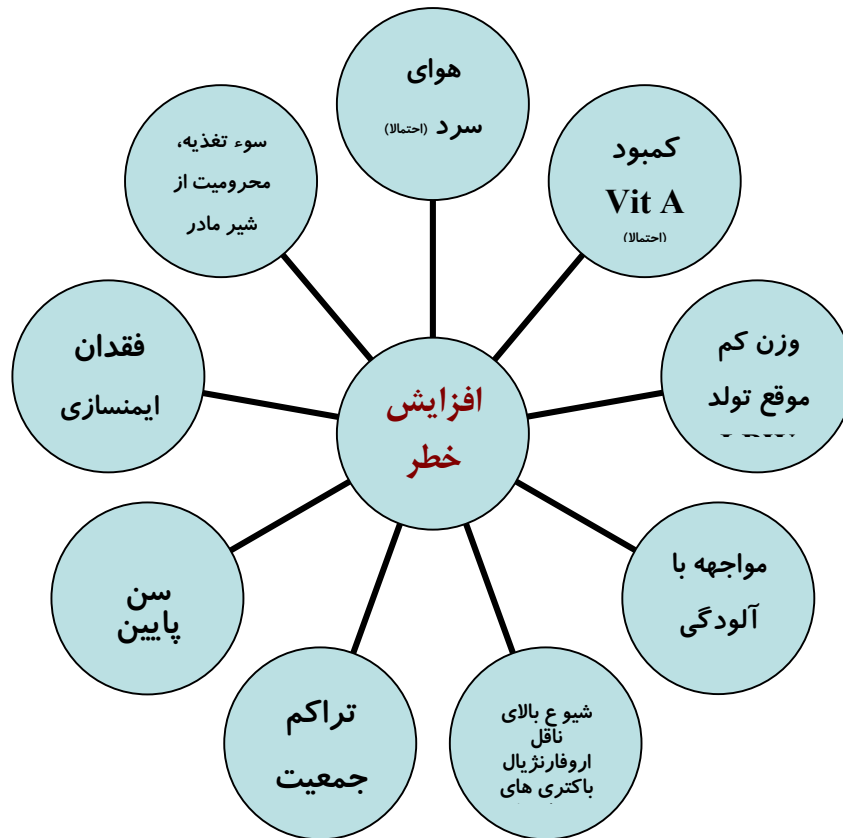 هوای
سرد (احتمالا)
کمبود
Vit A
(احتمالا)
وزن کم
موقع تولد
مواجهه با
آلودگی
شیو ع بالای
ناقل
اروفارنژیال
باکتری های
تراکم
جمعیت
سن
پایین
فقدان
ایمنسازی
سوء تغذیه،
محرومیت از
شیر مادر
افزایش
خطر